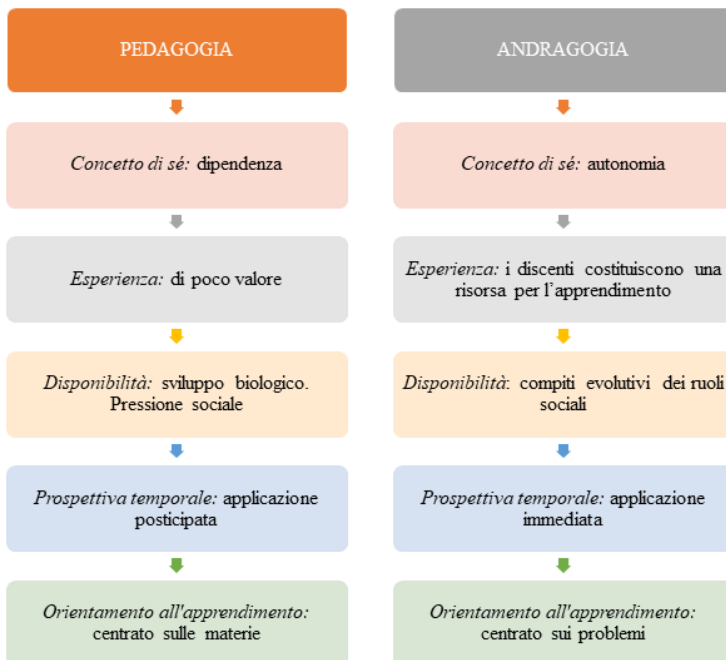 PEDAGOGIA
Concetto di sé: dipendenza
Esperienza: di poco valore
Disponibilità: sviluppo biologico.
Pressione sociale
Prospettiva temporale: applicazione
posticipata
Orientamento all'apprendimento:
centrato sulle materie
ANDRAGOGIA
Concetto di sé: autonomia
Esperienza: i discenti costituiscono una
risorsa per l'apprendimento
Disponibilità: compiti evolutivi dei ruoli
sociali
Prospettiva temporale: applicazione
immediata
Orientamento all'apprendimento:
centrato sui problemi